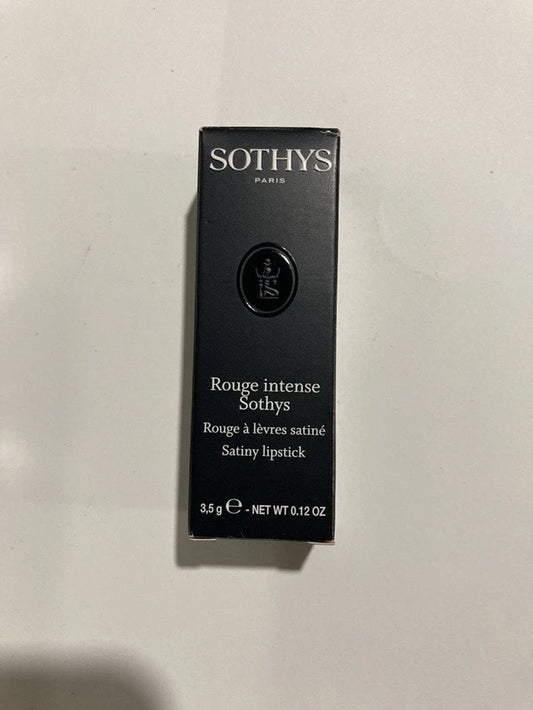 SOTHYS
PARIS
Rouge intense
Sothys
Rouge à lèvres satiné
Satiny lipstick
3,5 g ℮ - NET WT 0.12 OZ